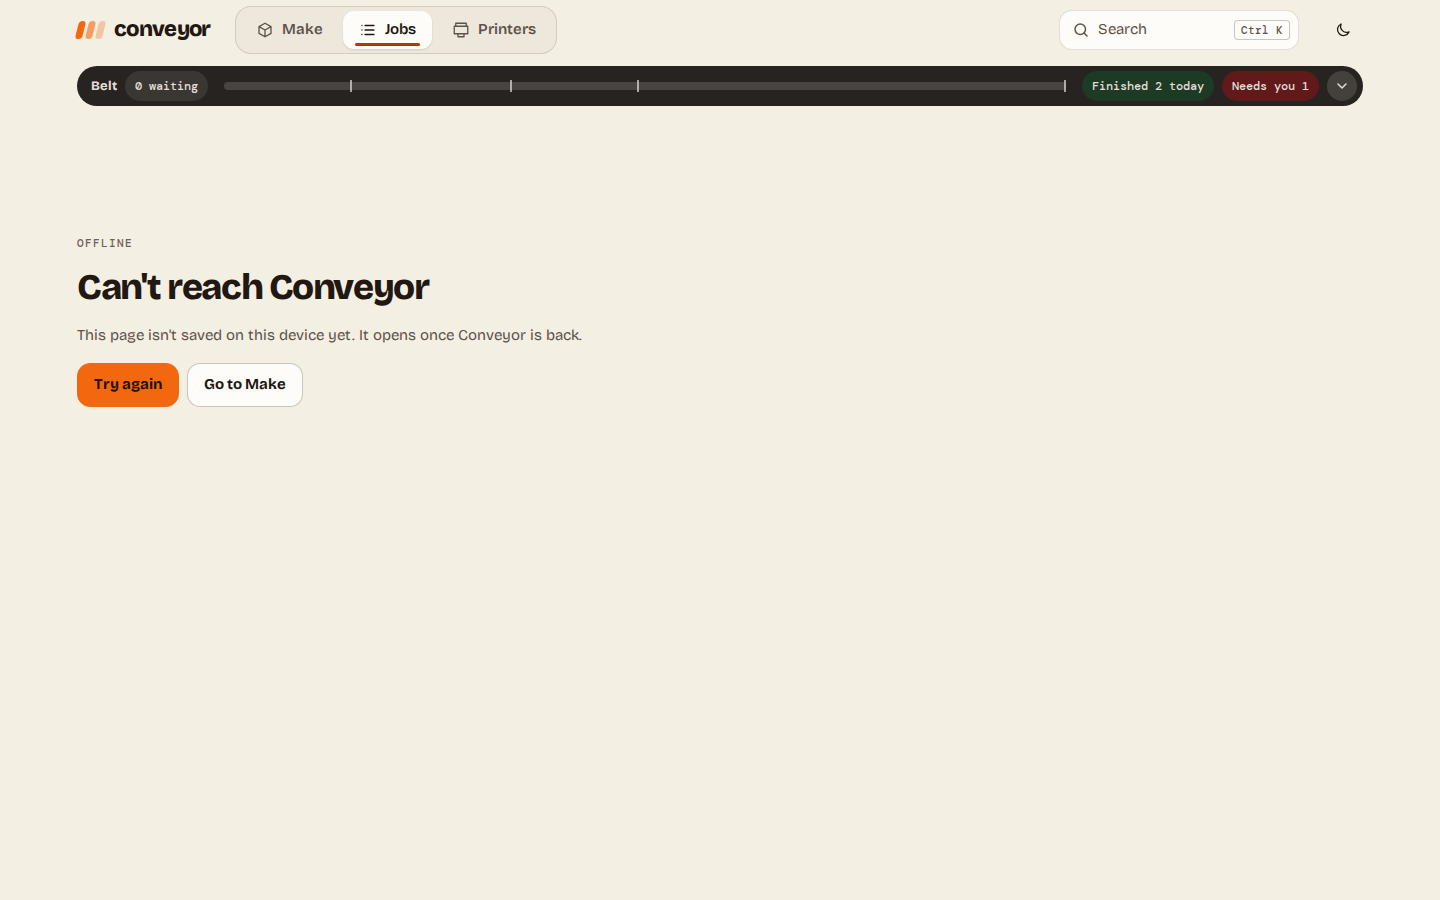 conveyor
Make
Jobs
Printers
Search
Ctrl K
Belt
0 waiting
Finished 2 today
Needs you 1
OFFLINE
Can't reach Conveyor
This page isn't saved on this device yet. It opens once Conveyor is back.
Try again
Go to Make